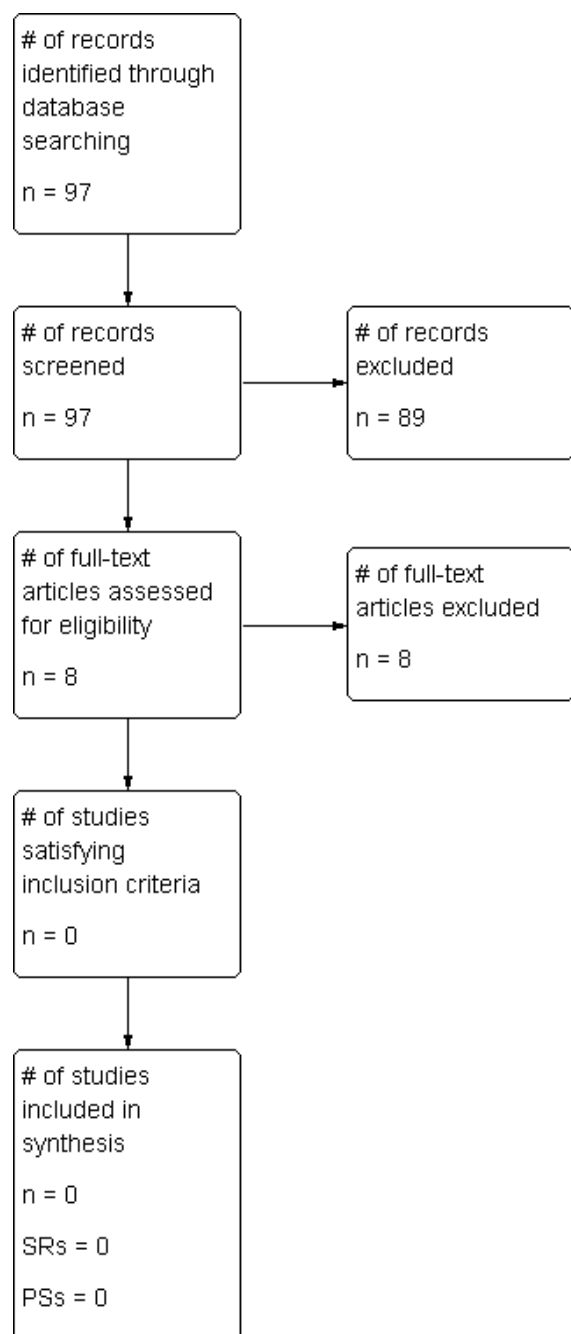 # of records
identified through
database
searching
n = 97
# of records
screened
n = 97
# of records
excluded
n = 89
# of full-text
articles assessed
for eligibility
n = 8
# of full-text
articles excluded
n = 8
# of studies
satisfying
inclusion criteria
n = 0
# of studies
included in
synthesis
n = 0
SRs = 0
PSs = 0